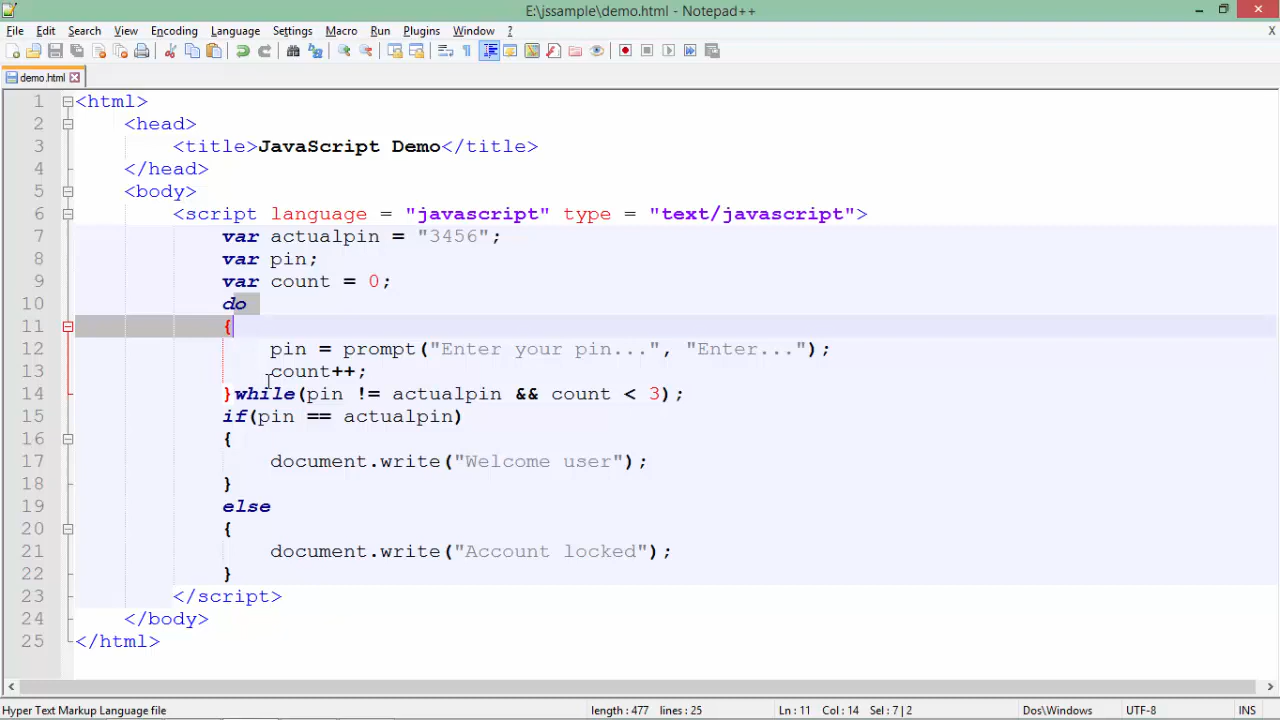 E:\jssample\demo.html - Notepad++
File Edit Search View Encoding Language Settings Macro Run Plugins Window ? X
demo.html
1 <html>
2 <head>
3 <title>JavaScript Demo</title>
4 </head>
5 <body>
6 <script language = "javascript" type = "text/javascript">
7 var actualpin = "3456";
8 var pin;
9 var count = 0;
10 do
11 {
12 pin = prompt("Enter your pin...", "Enter...");
13 count++;
14 }while(pin != actualpin && count < 3);
15 if(pin == actualpin)
16 {
17 document.write("Welcome user");
18 }
19 else
20 {
21 document.write("Account locked");
22 }
23 </script>
24 </body>
25 </html>
Hyper Text Markup Language file length : 477 lines : 25 Ln : 11 Col : 14 Sel : 7 | 2 Dos\Windows UTF-8 INS